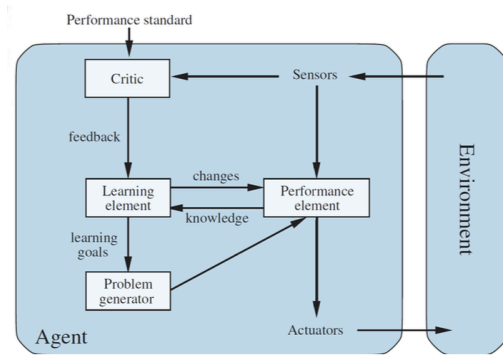 Performance standard
Critic
Sensors
feedback
changes
Learning
element
Performance
element
knowledge
learning
goals
Problem
generator
Agent
Actuators
Environment